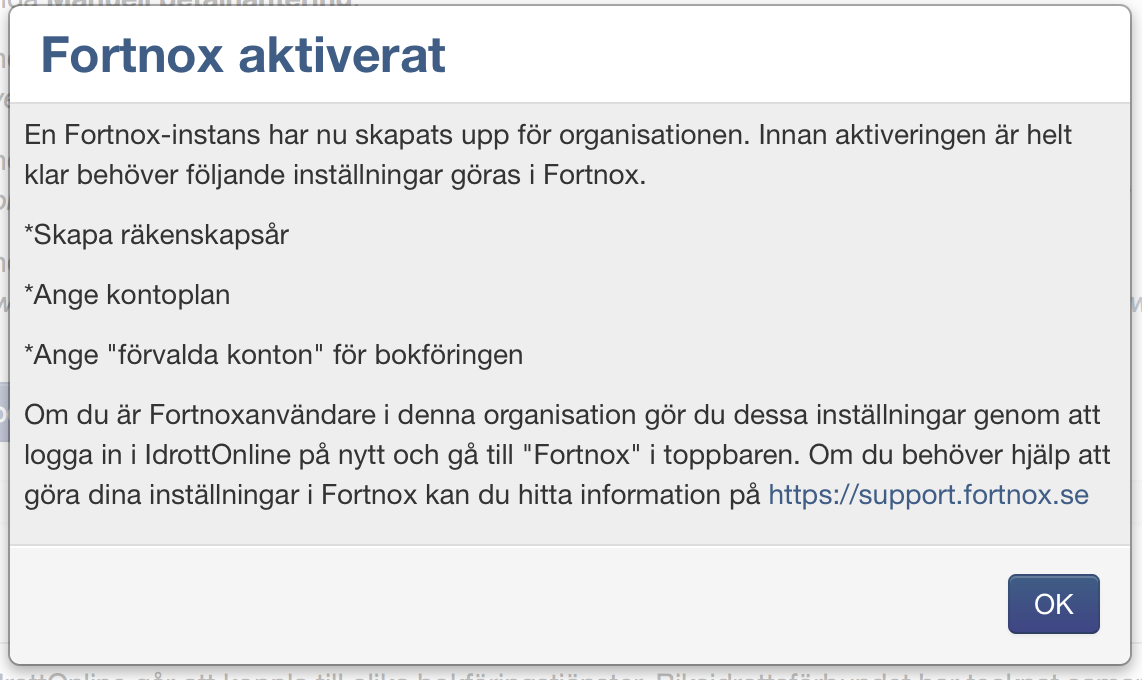 Manuell betalhantering.
Fortnox aktiverat
En Fortnox-instans har nu skapats upp för organisationen. Innan aktiveringen är helt
klar behöver följande inställningar göras i Fortnox.
*Skapa räkenskapsår
*Ange kontoplan
*Ange "förvalda konton" för bokföringen
Om du är Fortnoxanvändare i denna organisation gör du dessa inställningar genom att
logga in i IdrottOnline på nytt och gå till "Fortnox" i toppbaren. Om du behöver hjälp att
göra dina inställningar i Fortnox kan du hitta information på https://support.fortnox.se
OK